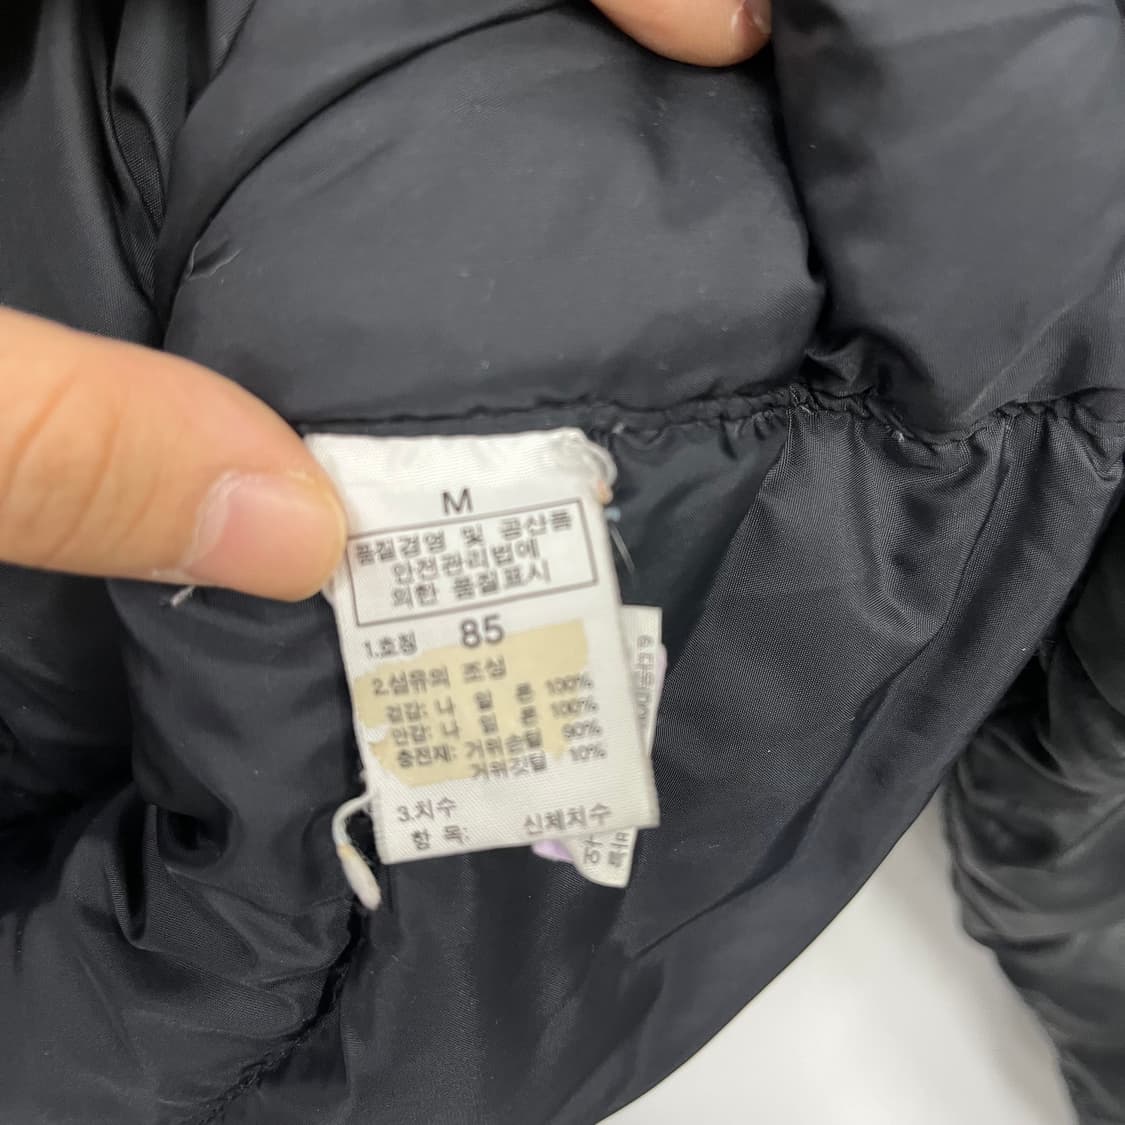 M
품질경영 및 공산품
안전관리법에
의한 품질표시
1.호칭 85
2.섬유의 조성
겉감: 나 일 론 100%
안감: 나 일 론 100%
충전재: 거위솜털 90%
거위깃털 10%
3.치수
항 목: 신체치수